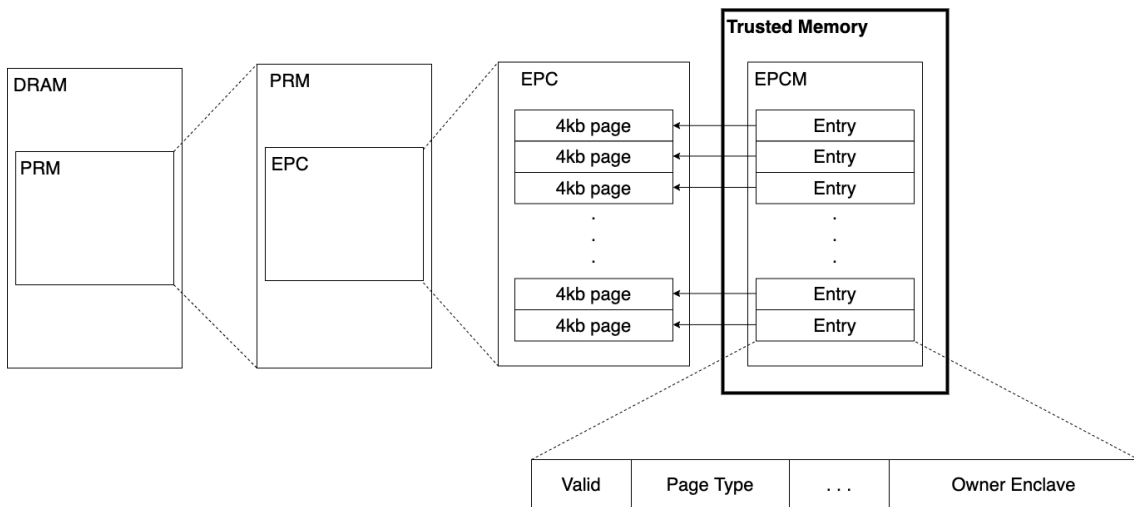 Trusted Memory
DRAM
PRM
PRM
EPC
EPC
4kb page
4kb page
4kb page
.
.
.
4kb page
4kb page
EPCM
Entry
Entry
Entry
.
.
.
Entry
Entry
Valid
Page Type
. . .
Owner Enclave